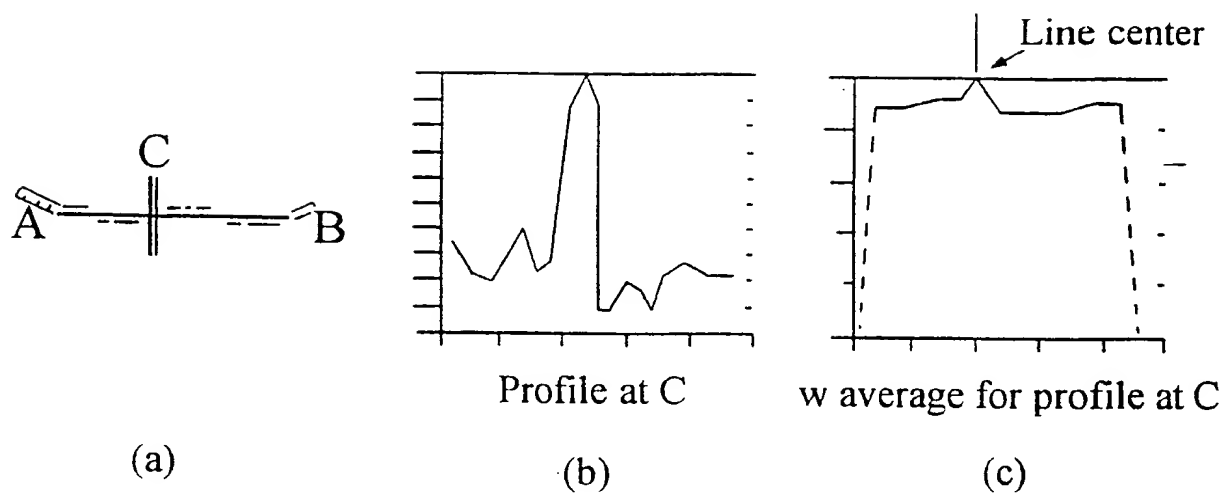 Line center
C
A
B
Profile at C
w average for profile at C
(a)
(b)
(c)